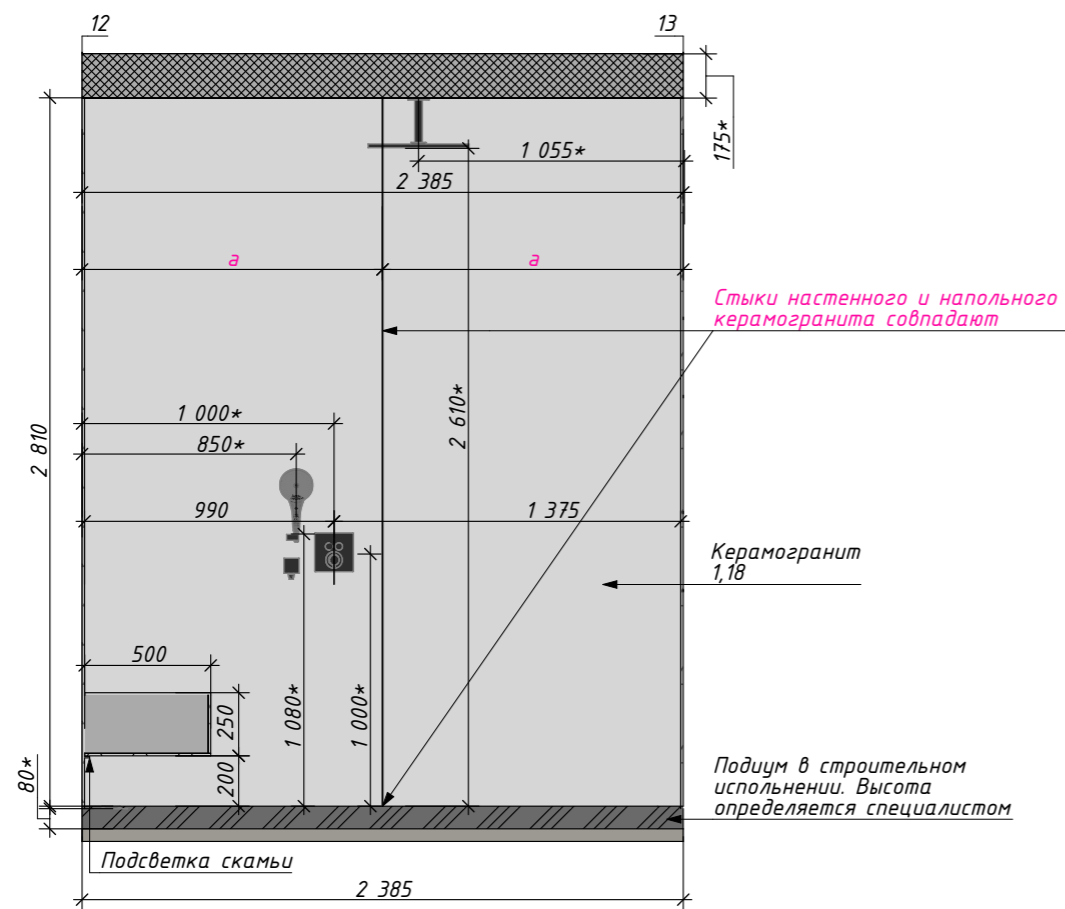 12
13
175*
1 055*
2 385
a
a
Стыки настенного и напольного
керамогранита совпадают
2 610*
1 000*
850*
2 810
990
1 375
Керамогранит
1,18
500
250
200
1 080*
1 000*
80*
Подиум в строительном
испольнении. Высота
определяется специалистом
Подсветка скамьи
2 385